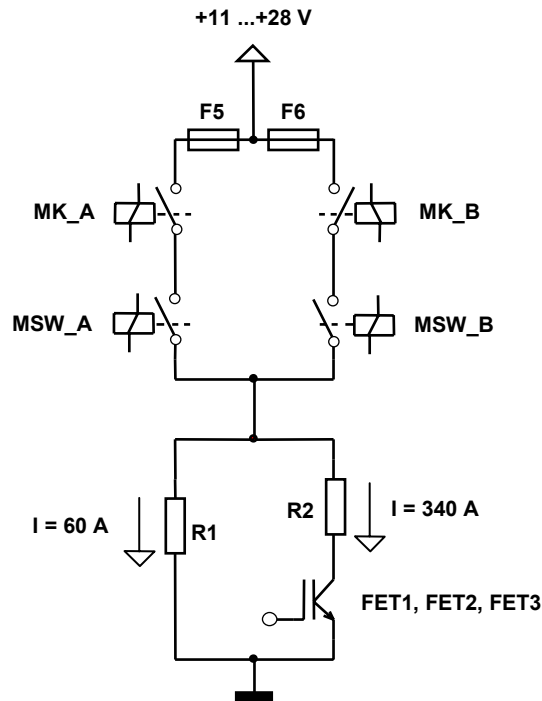 +11 ...+28 V
F5 F6
MK_A MK_B
MSW_A MSW_B
I = 60 A R1 R2 I = 340 A
FET1, FET2, FET3